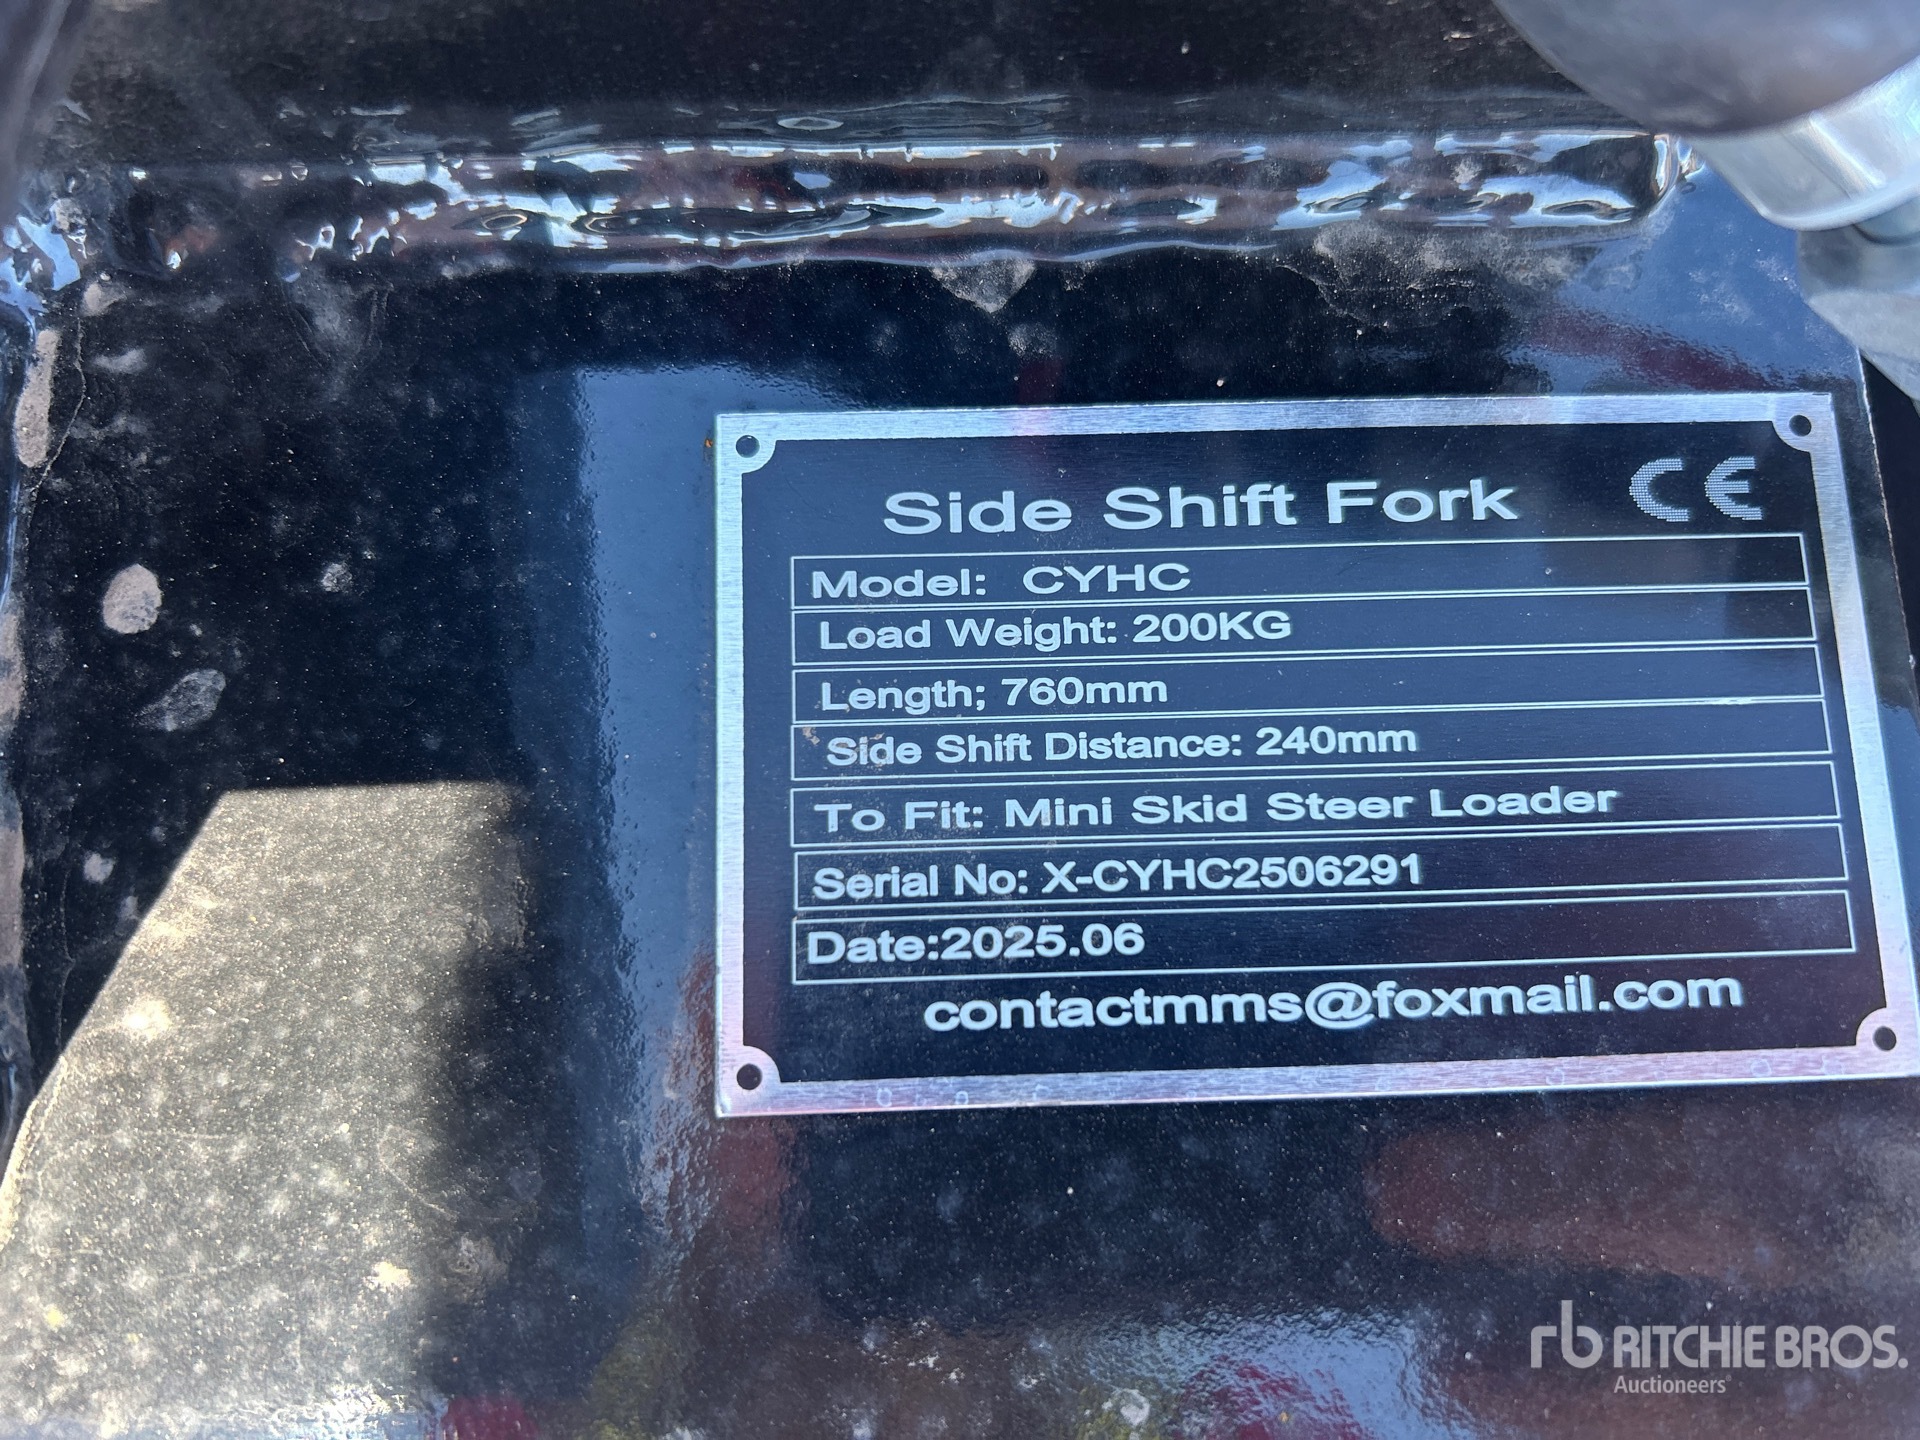 Side Shift Fork CE
Model: CYHC
Load Weight: 200KG
Length; 760mm
Side Shift Distance: 240mm
To Fit: Mini Skid Steer Loader
Serial No: X-CYHC2506291
Date:2025.06
contactmms@foxmail.com
rb RITCHIE BROS.
Auctioneers